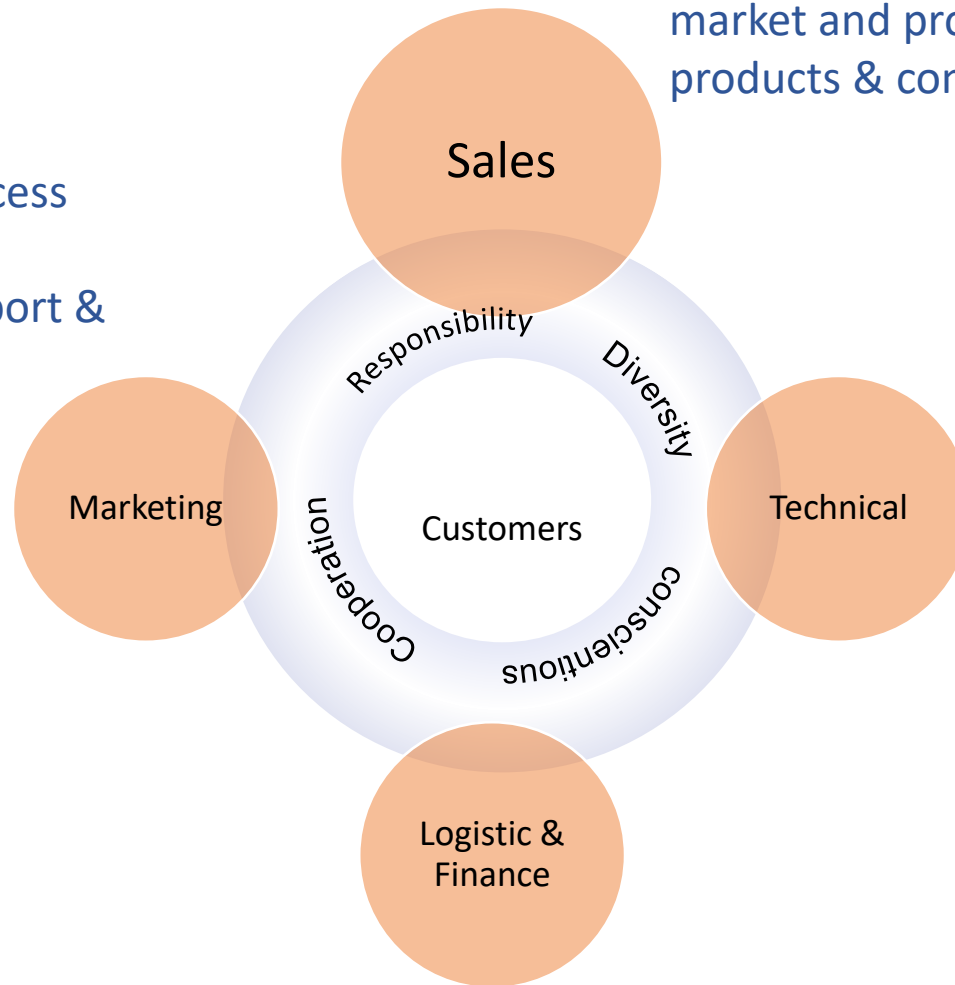 market and pro
products & con
Sales
cess
port &
Responsibility
Diversity
Marketing
Technical
Customers
Cooperation
conscientious
Logistic &
Finance